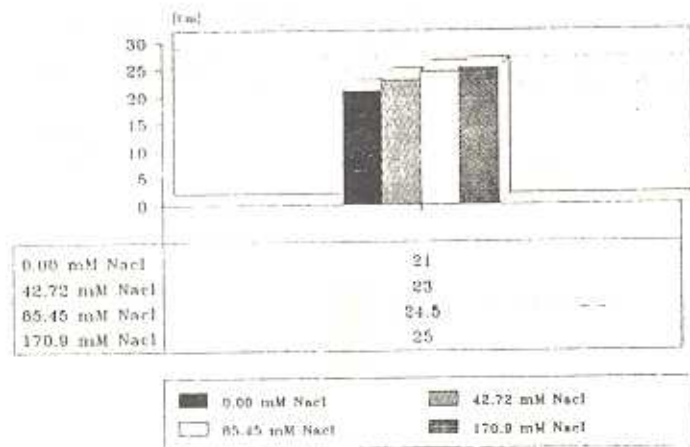 30
25
20
15
10
5
0
0.00 mM Nacl 21
42.72 mM Nacl 23
85.45 mM Nacl 24.5
170.9 mM Nacl 25
0.00 mM Nacl 42.72 mM Nacl
85.45 mM Nacl 170.9 mM Nacl